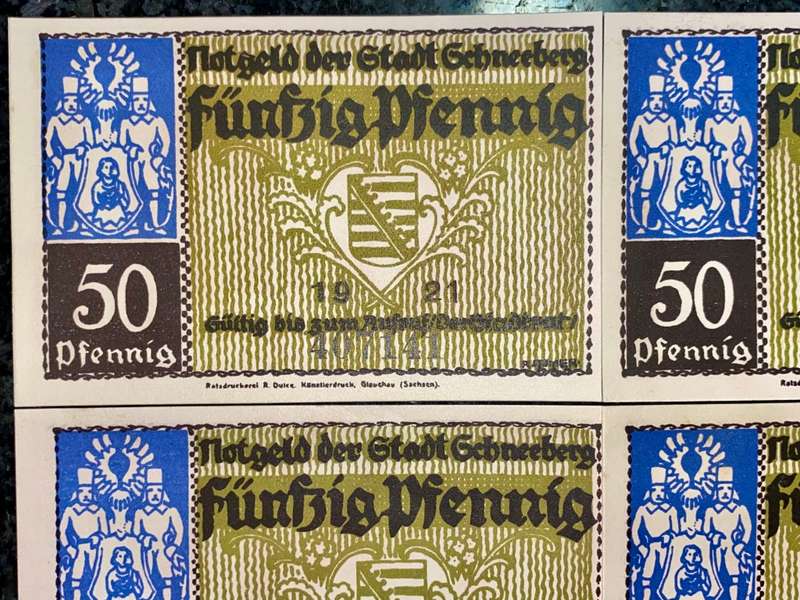 Notgeld der Stadt Schneeberg
Fünfzig Pfennig
19 21
Gültig bis zum Aufruf. Der Stadtrat.
407141
50
Pfennig
Ratsdruckerei R. Dulce, Künstlerdruck, Glauchau (Sachsen).
50
Pfennig
Notgeld der Stadt Schneeberg
Fünfzig Pfennig